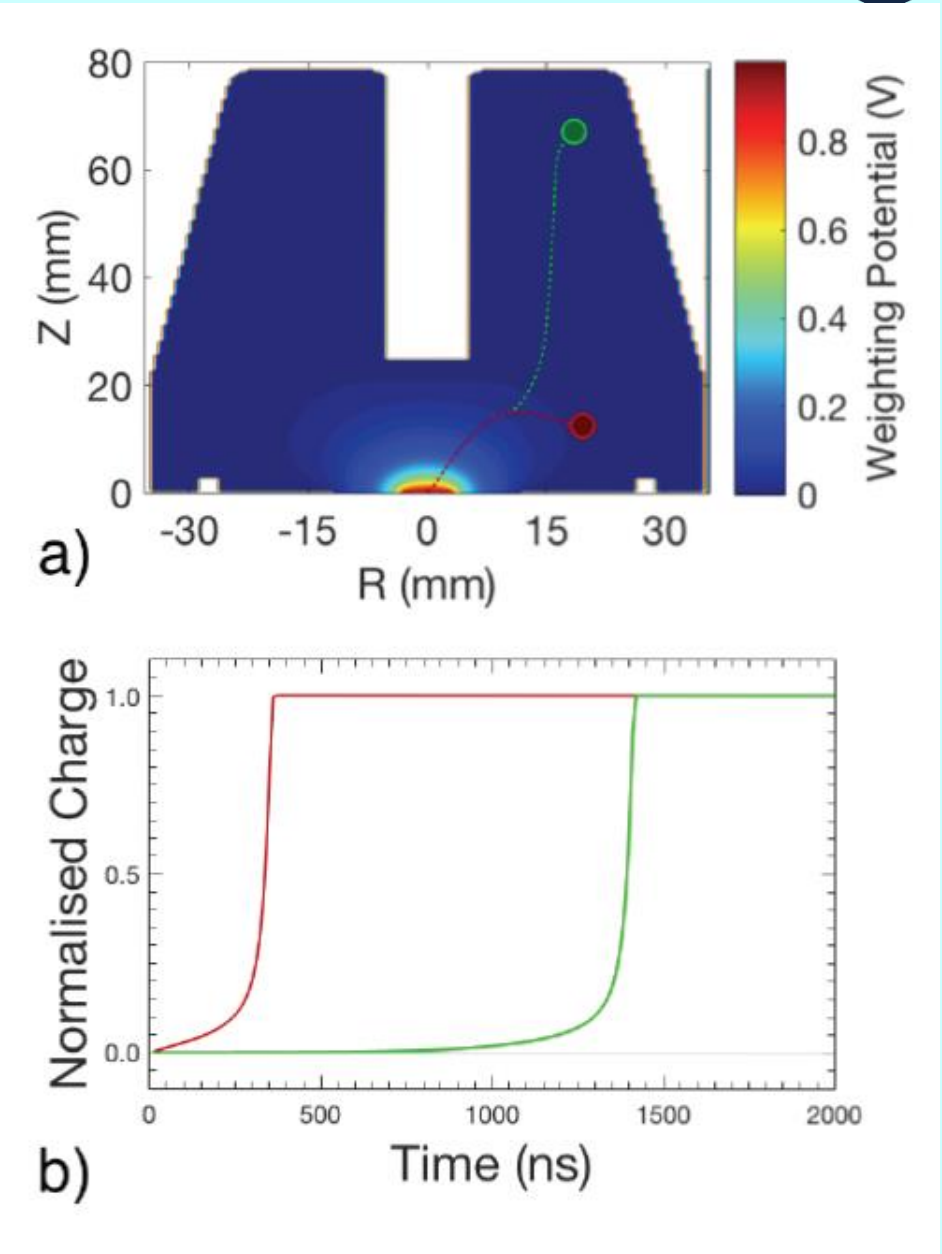 80
60
40
20
0
Z (mm)
-30 -15 0 15 30
R (mm)
0.8
0.6
0.4
0.2
0
Weighting Potential (V)
a)
1.0
0.5
0.0
Normalised Charge
0 500 1000 1500 2000
Time (ns)
b)